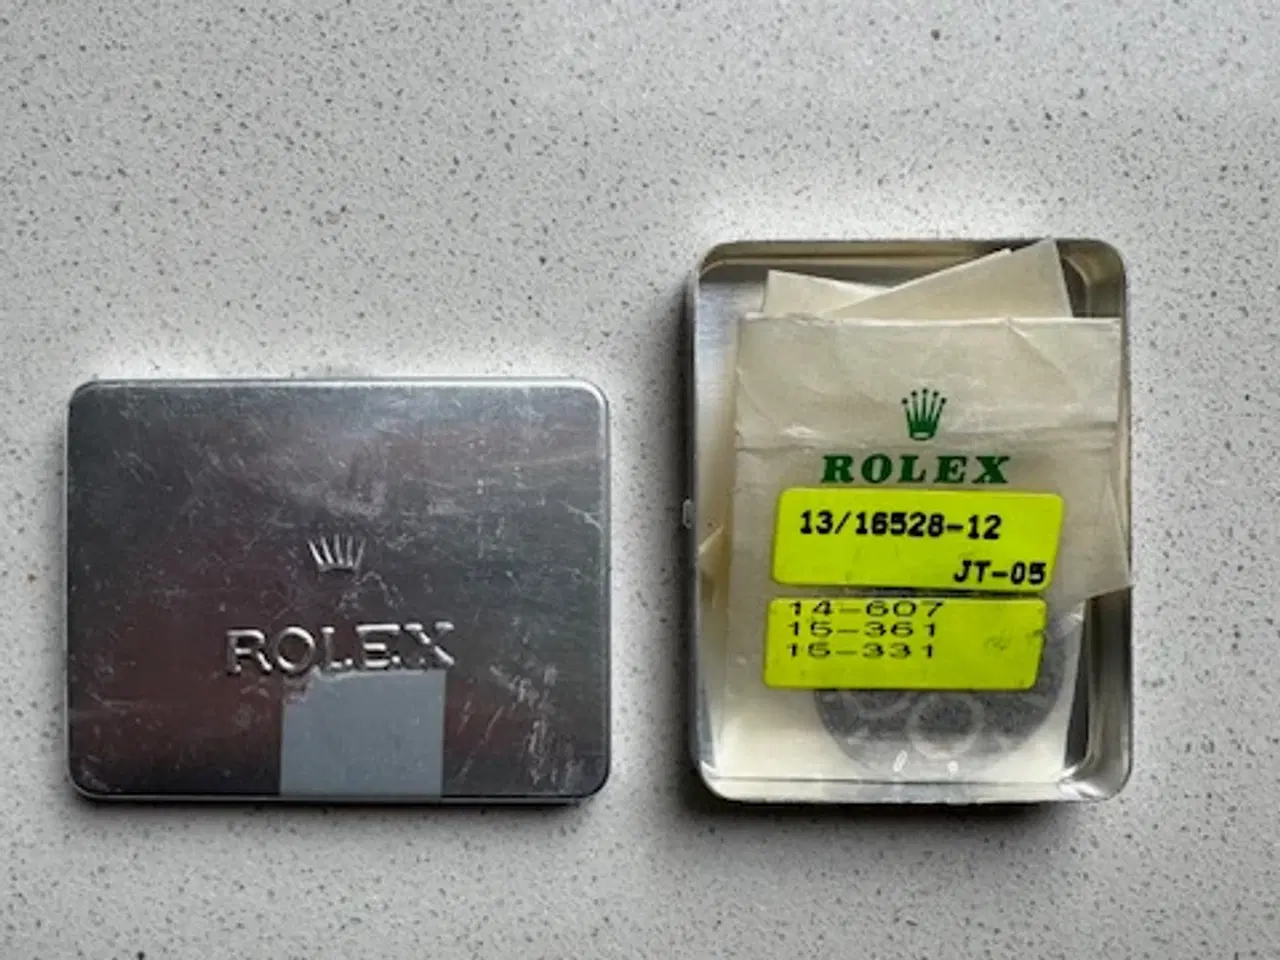 ROLEX
ROLEX
13/16528-12
JT-05
14-607
15-361
15-331